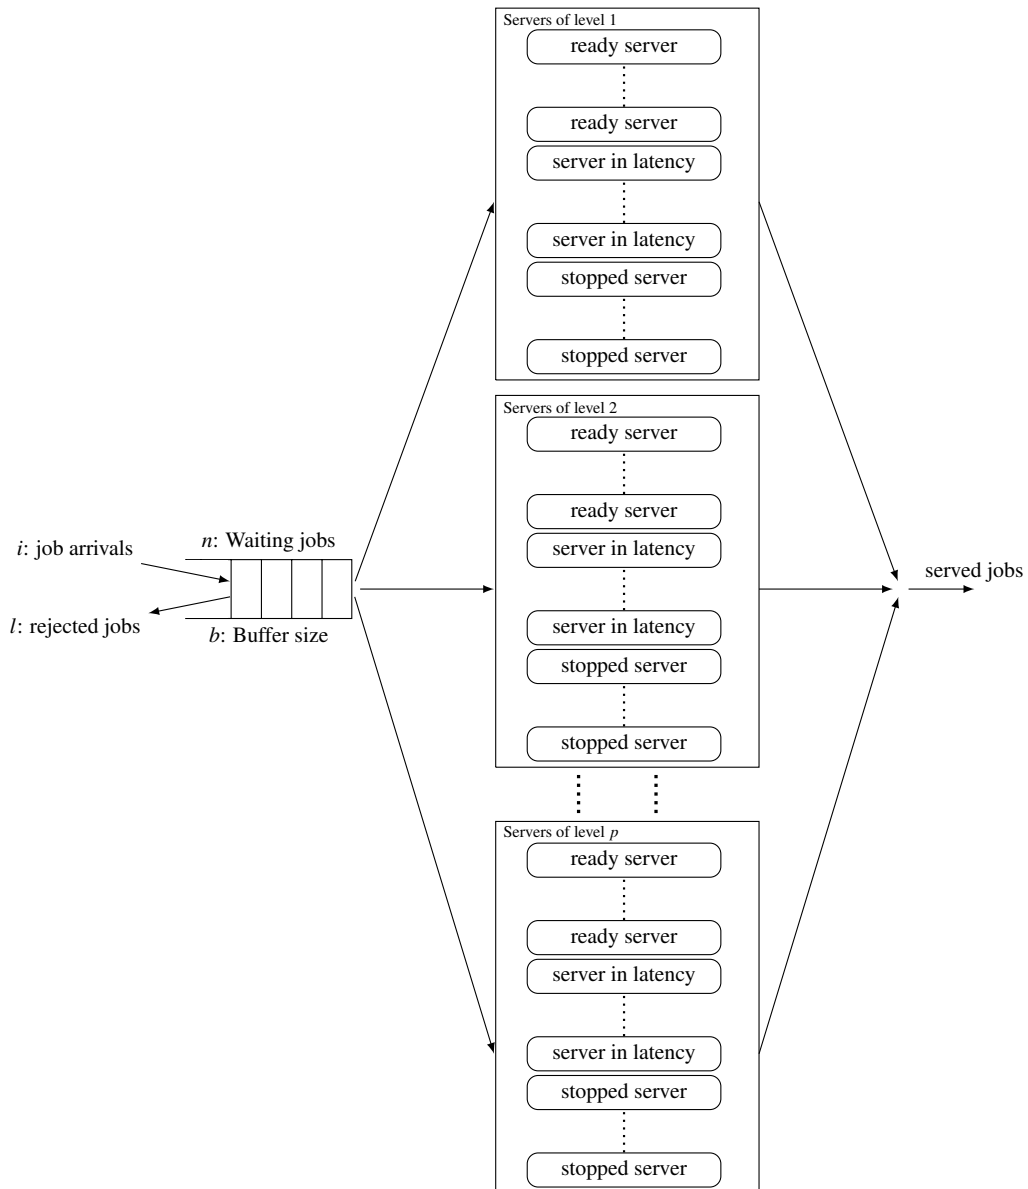 Servers of level 1
ready server
ready server
server in latency
server in latency
stopped server
stopped server
Servers of level 2
ready server
ready server
server in latency
server in latency
stopped server
stopped server
n: Waiting jobs
i: job arrivals
l: rejected jobs
b: Buffer size
served jobs
Servers of level p
ready server
ready server
server in latency
server in latency
stopped server
stopped server